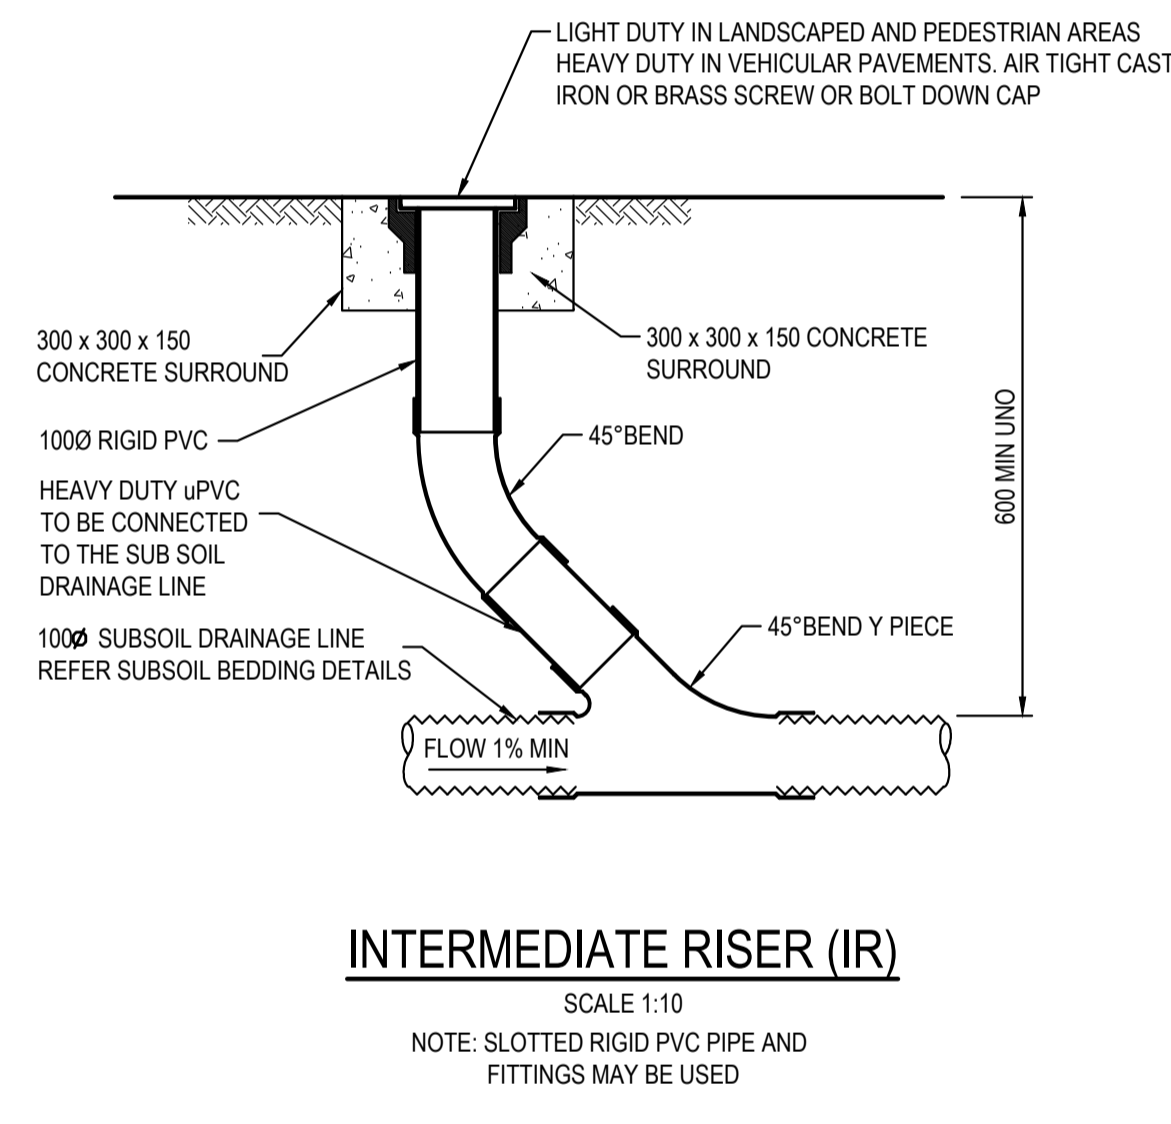 LIGHT DUTY IN LANDSCAPED AND PEDESTRIAN AREAS
HEAVY DUTY IN VEHICULAR PAVEMENTS. AIR TIGHT CAST
IRON OR BRASS SCREW OR BOLT DOWN CAP
300 x 300 x 150
CONCRETE SURROUND
300 x 300 x 150 CONCRETE
SURROUND
100Ø RIGID PVC
45°BEND
600 MIN UNO
HEAVY DUTY uPVC
TO BE CONNECTED
TO THE SUB SOIL
DRAINAGE LINE
100Ø SUBSOIL DRAINAGE LINE
REFER SUBSOIL BEDDING DETAILS
45°BEND Y PIECE
FLOW 1% MIN
INTERMEDIATE RISER (IR)
SCALE 1:10
NOTE: SLOTTED RIGID PVC PIPE AND
FITTINGS MAY BE USED